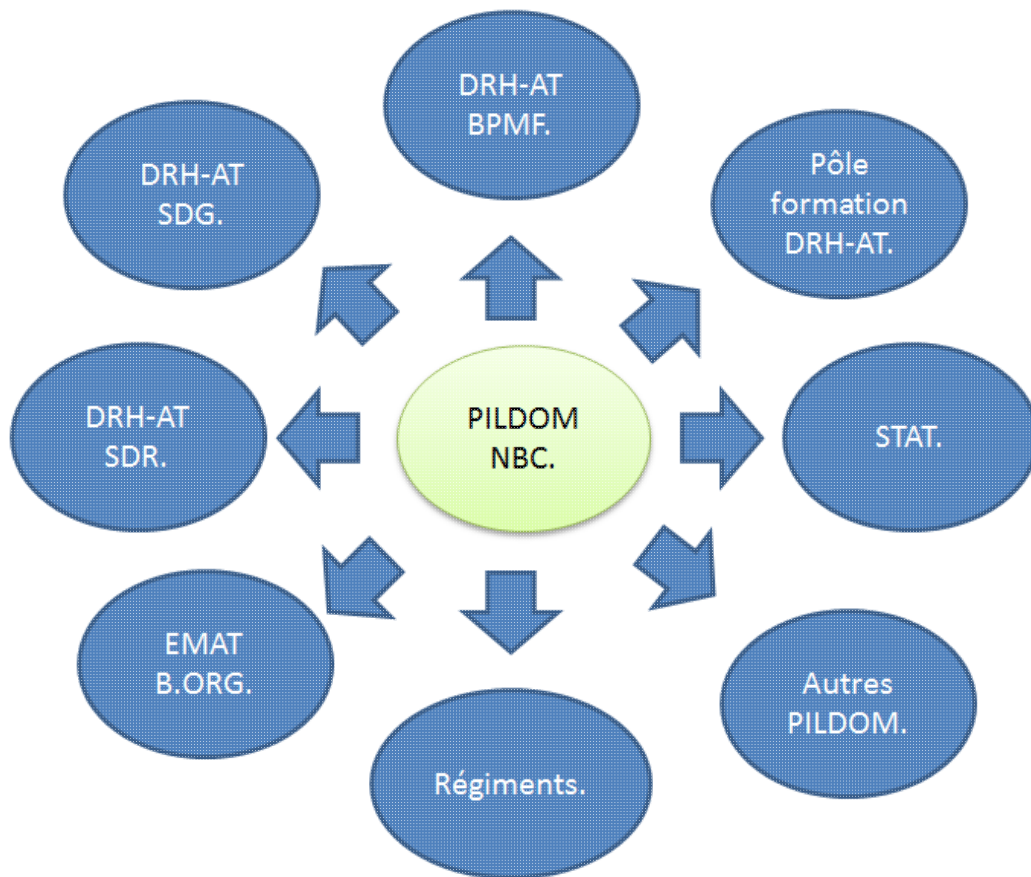 DRH-AT
BPMF.
DRH-AT
SDG.
Pôle
formation
DRH-AT.
DRH-AT
SDR.
PILDOM
NBC.
STAT.
EMAT
B.ORG.
Autres
PILDOM.
Régiments.